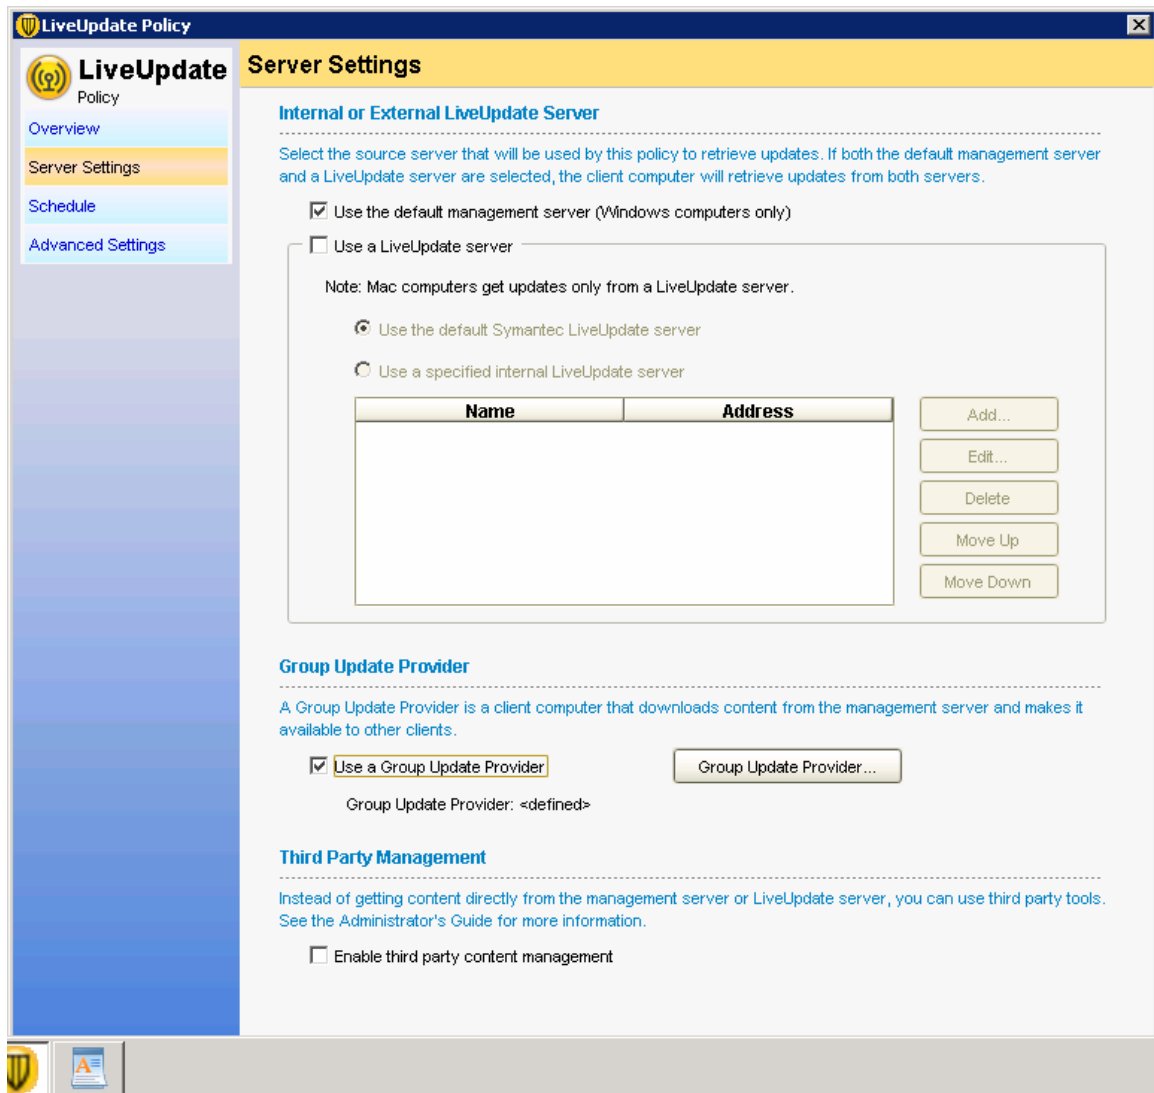 LiveUpdate Policy
LiveUpdate
Policy
Overview
Server Settings
Schedule
Advanced Settings
Server Settings
Internal or External LiveUpdate Server
Select the source server that will be used by this policy to retrieve updates. If both the default management server
and a LiveUpdate server are selected, the client computer will retrieve updates from both servers.
Use the default management server (Windows computers only)
Use a LiveUpdate server
Note: Mac computers get updates only from a LiveUpdate server.
Use the default Symantec LiveUpdate server
Use a specified internal LiveUpdate server
Name Address
Add...
Edit...
Delete
Move Up
Move Down
Group Update Provider
A Group Update Provider is a client computer that downloads content from the management server and makes it
available to other clients.
Use a Group Update Provider Group Update Provider...
Group Update Provider: <defined>
Third Party Management
Instead of getting content directly from the management server or LiveUpdate server, you can use third party tools.
See the Administrator's Guide for more information.
Enable third party content management
A